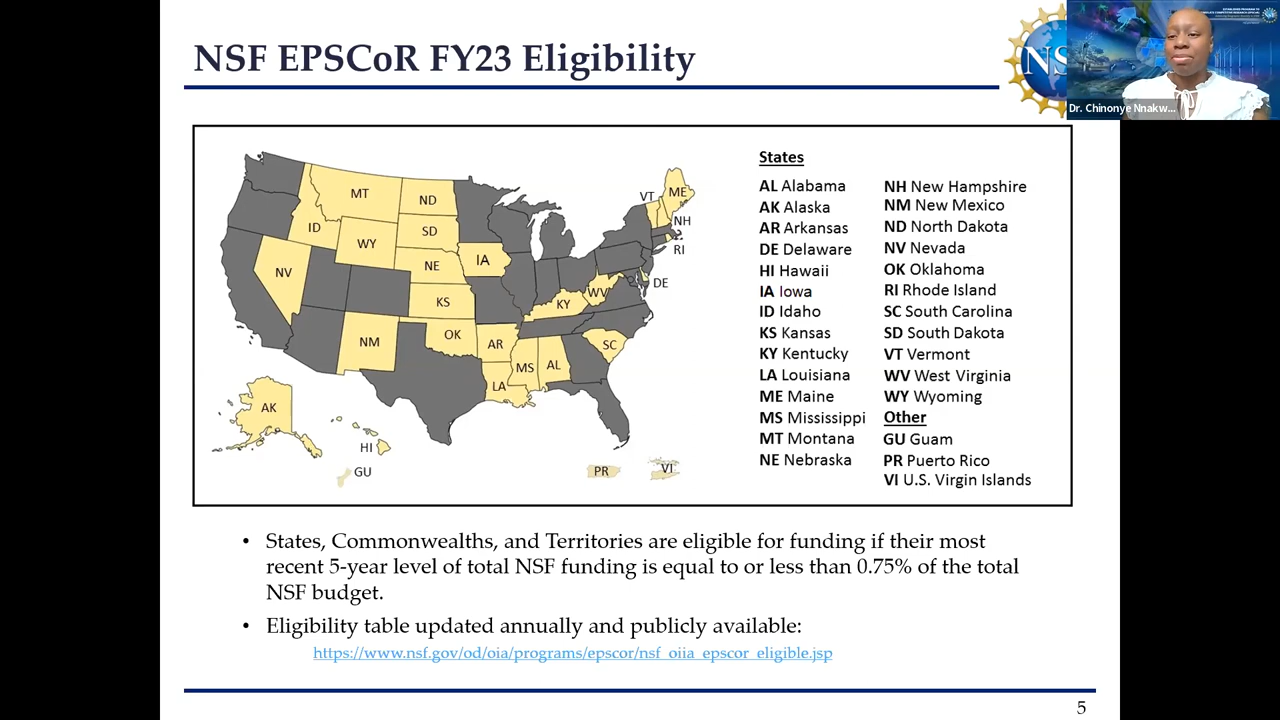 NSF EPSCoR FY23 Eligibility
NS
Dr. Chinonye Nnakw...
MT
ND
ID
WY
SD
NV
NE
IA
KS
NM
OK
AR
KY
WV
SC
MS
AL
LA
VT
ME
NH
RI
DE
AK
HI
GU
PR
VI
States
AL Alabama
AK Alaska
AR Arkansas
DE Delaware
HI Hawaii
IA Iowa
ID Idaho
KS Kansas
KY Kentucky
LA Louisiana
ME Maine
MS Mississippi
MT Montana
NE Nebraska
NH New Hampshire
NM New Mexico
ND North Dakota
NV Nevada
OK Oklahoma
RI Rhode Island
SC South Carolina
SD South Dakota
VT Vermont
WV West Virginia
WY Wyoming
Other
GU Guam
PR Puerto Rico
VI U.S. Virgin Islands
• States, Commonwealths, and Territories are eligible for funding if their most
recent 5-year level of total NSF funding is equal to or less than 0.75% of the total
NSF budget.
• Eligibility table updated annually and publicly available:
https://www.nsf.gov/od/oia/programs/epscor/nsf_oiia_epscor_eligible.jsp
5